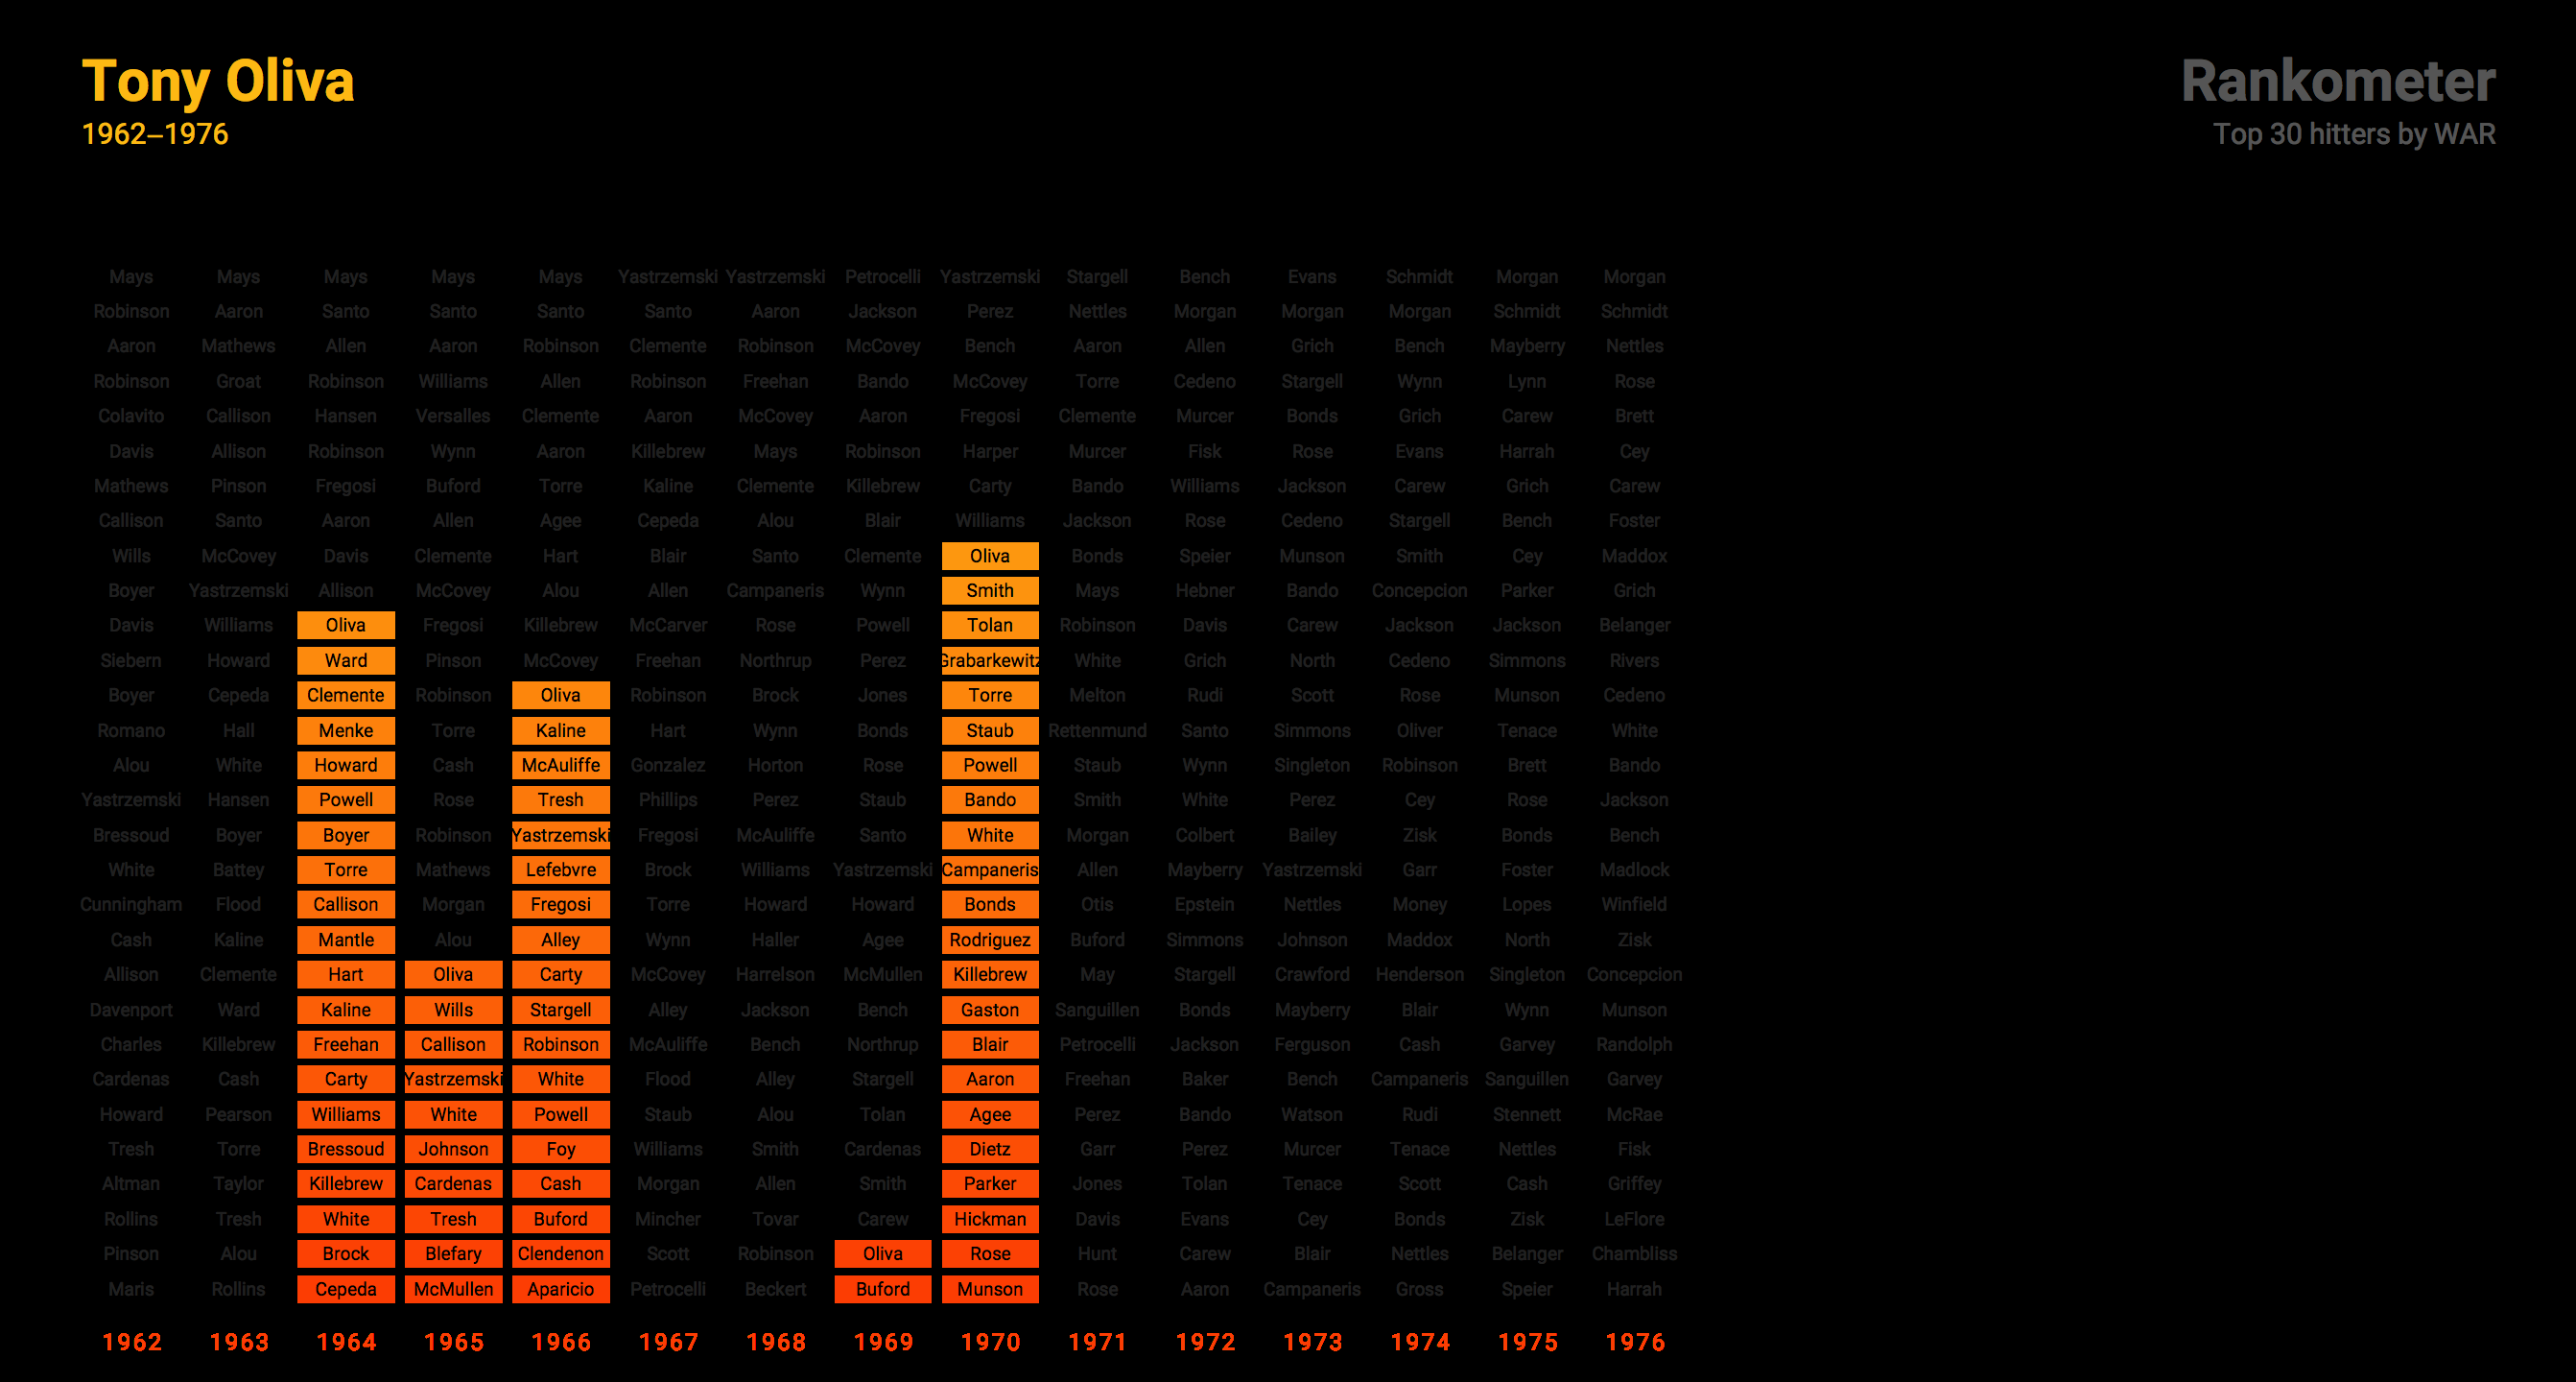 Tony Oliva
1962–1976
Rankometer
Top 30 hitters by WAR
Mays Mays Mays Mays Mays Yastrzemski Yastrzemski Petrocelli Yastrzemski Stargell Bench Evans Schmidt Morgan Morgan
Robinson Aaron Santo Santo Santo Santo Aaron Jackson Perez Nettles Morgan Morgan Morgan Schmidt Schmidt
Aaron Mathews Allen Aaron Robinson Clemente Robinson McCovey Bench Aaron Allen Grich Bench Mayberry Nettles
Robinson Groat Robinson Williams Allen Robinson Freehan Bando McCovey Torre Cedeno Stargell Wynn Lynn Rose
Colavito Callison Hansen Versalles Clemente Aaron McCovey Aaron Fregosi Clemente Murcer Bonds Grich Carew Brett
Davis Allison Robinson Wynn Aaron Killebrew Mays Robinson Harper Murcer Fisk Rose Evans Harrah Cey
Mathews Pinson Fregosi Buford Torre Kaline Clemente Killebrew Carty Bando Williams Jackson Carew Grich Carew
Callison Santo Aaron Allen Agee Cepeda Alou Blair Williams Jackson Rose Cedeno Stargell Bench Foster
Wills McCovey Davis Clemente Hart Blair Santo Clemente Oliva Bonds Speier Munson Smith Cey Maddox
Boyer Yastrzemski Allison McCovey Alou Allen Campaneris Wynn Smith Mays Hebner Bando Concepcion Parker Grich
Davis Williams Oliva Fregosi Killebrew McCarver Rose Powell Tolan Robinson Davis Carew Jackson Jackson Belanger
Siebern Howard Ward Pinson McCovey Freehan Northrup Perez Grabarkewitz White Grich North Cedeno Simmons Rivers
Boyer Cepeda Clemente Robinson Oliva Robinson Brock Jones Torre Melton Rudi Scott Rose Munson Cedeno
Romano Hall Menke Torre Kaline Hart Wynn Bonds Staub Rettenmund Santo Simmons Oliver Tenace White
Alou White Howard Cash McAuliffe Gonzalez Horton Rose Powell Staub Wynn Singleton Robinson Brett Bando
Yastrzemski Hansen Powell Rose Tresh Phillips Perez Staub Bando Smith White Perez Cey Rose Jackson
Bressoud Boyer Boyer Robinson Yastrzemski Fregosi McAuliffe Santo White Morgan Colbert Bailey Zisk Bonds Bench
White Battey Torre Mathews Lefebvre Brock Williams Yastrzemski Campaneris Allen Mayberry Yastrzemski Garr Foster Madlock
Cunningham Flood Callison Morgan Fregosi Torre Howard Howard Bonds Otis Epstein Nettles Money Lopes Winfield
Cash Kaline Mantle Alou Alley Wynn Haller Agee Rodriguez Buford Simmons Johnson Maddox North Zisk
Allison Clemente Hart Oliva Carty McCovey Harrelson McMullen Killebrew May Stargell Crawford Henderson Singleton Concepcion
Davenport Ward Kaline Wills Stargell Alley Jackson Bench Gaston Sanguillen Bonds Mayberry Blair Wynn Munson
Charles Killebrew Freehan Callison Robinson McAuliffe Bench Northrup Blair Petrocelli Jackson Ferguson Cash Garvey Randolph
Cardenas Cash Carty Yastrzemski White Flood Alley Stargell Aaron Freehan Baker Bench Campaneris Sanguillen Garvey
Howard Pearson Williams White Powell Staub Alou Tolan Agee Perez Bando Watson Rudi Stennett McRae
Tresh Torre Bressoud Johnson Foy Williams Smith Cardenas Dietz Garr Perez Murcer Tenace Nettles Fisk
Altman Taylor Killebrew Cardenas Cash Morgan Allen Smith Parker Jones Tolan Tenace Scott Cash Griffey
Rollins Tresh White Tresh Buford Mincher Tovar Carew Hickman Davis Evans Cey Bonds Zisk LeFlore
Pinson Alou Brock Blefary Clendenon Scott Robinson Oliva Rose Hunt Carew Blair Nettles Belanger Chambliss
Maris Rollins Cepeda McMullen Aparicio Petrocelli Beckert Buford Munson Rose Aaron Campaneris Gross Speier Harrah
1962 1963 1964 1965 1966 1967 1968 1969 1970 1971 1972 1973 1974 1975 1976